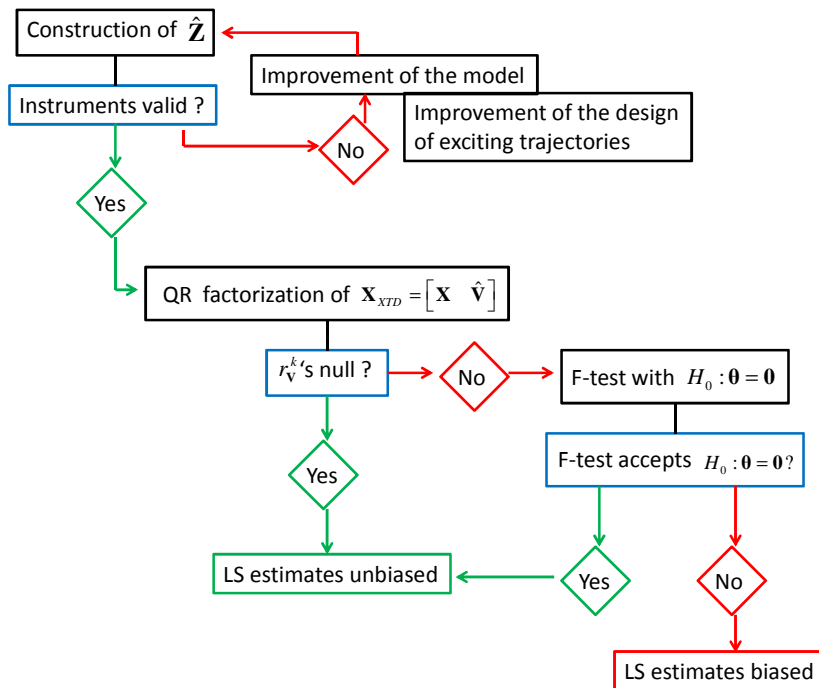 Construction of Ẑ
Improvement of the model
Instruments valid ?
Improvement of the design
of exciting trajectories
No
Yes
QR factorization of X_XTD = [X V̂]
r_V^k's null ?
No
F-test with H₀ : θ = 0
F-test accepts H₀ : θ = 0 ?
Yes
LS estimates unbiased
Yes
No
LS estimates biased